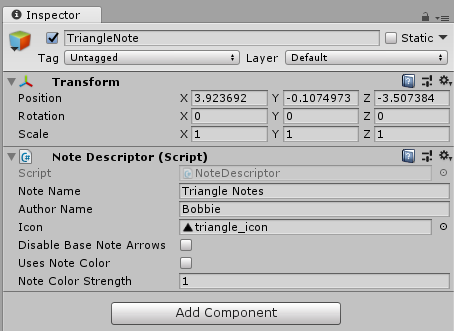 Inspector
TriangleNote Static
Tag Untagged Layer Default
Transform
Position X 3.923692 Y -0.1074973 Z -3.507384
Rotation X 0 Y 0 Z 0
Scale X 1 Y 1 Z 1
Note Descriptor (Script)
Script NoteDescriptor
Note Name Triangle Notes
Author Name Bobbie
Icon triangle_icon
Disable Base Note Arrows
Uses Note Color
Note Color Strength 1
Add Component